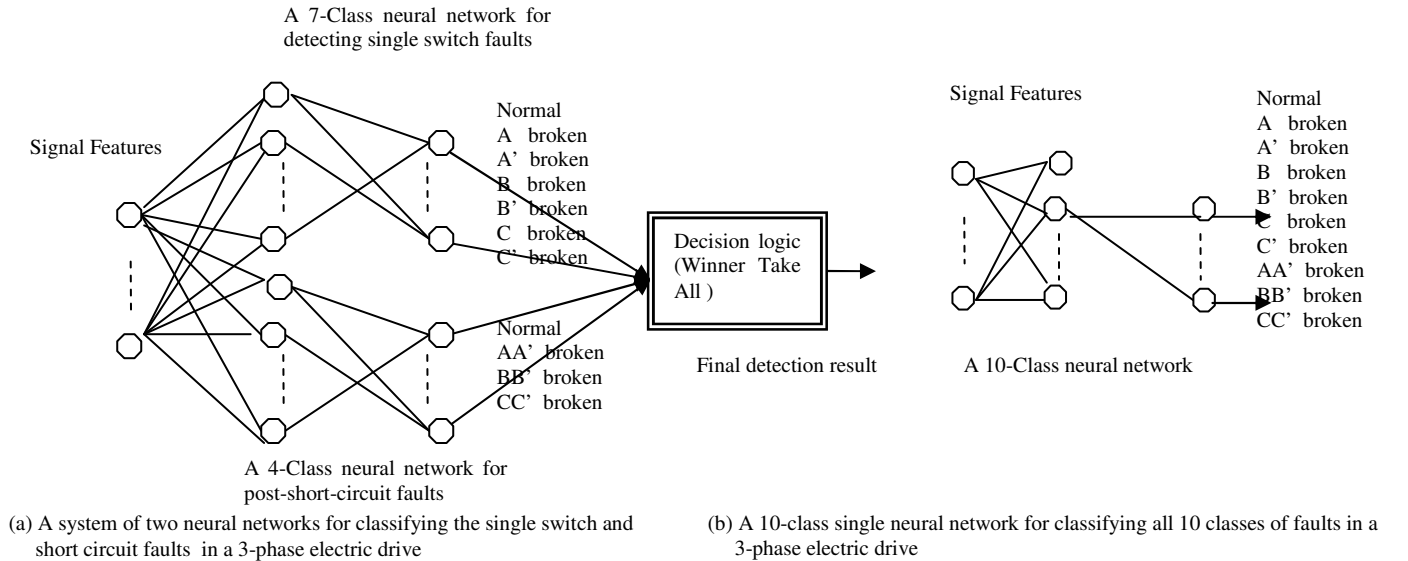 A 7-Class neural network for
detecting single switch faults
Signal Features
Normal
A broken
A' broken
B broken
B' broken
C broken
C' broken
Decision logic
(Winner Take
All )
Final detection result
Normal
AA' broken
BB' broken
CC' broken
A 4-Class neural network for
post-short-circuit faults
(a) A system of two neural networks for classifying the single switch and
short circuit faults in a 3-phase electric drive
Signal Features
Normal
A broken
A' broken
B broken
B' broken
C broken
C' broken
AA' broken
BB' broken
CC' broken
A 10-Class neural network
(b) A 10-class single neural network for classifying all 10 classes of faults in a
3-phase electric drive